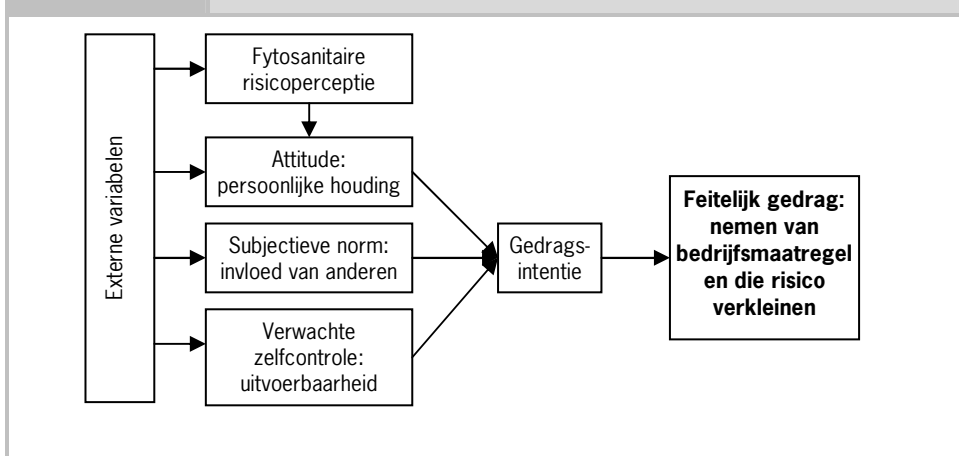 Externe variabelen
Fytosanitaire
risicoperceptie
Attitude:
persoonlijke houding
Subjectieve norm:
invloed van anderen
Verwachte
zelfcontrole:
uitvoerbaarheid
Gedrags-
intentie
Feitelijk gedrag:
nemen van
bedrijfsmaatregel
en die risico
verkleinen